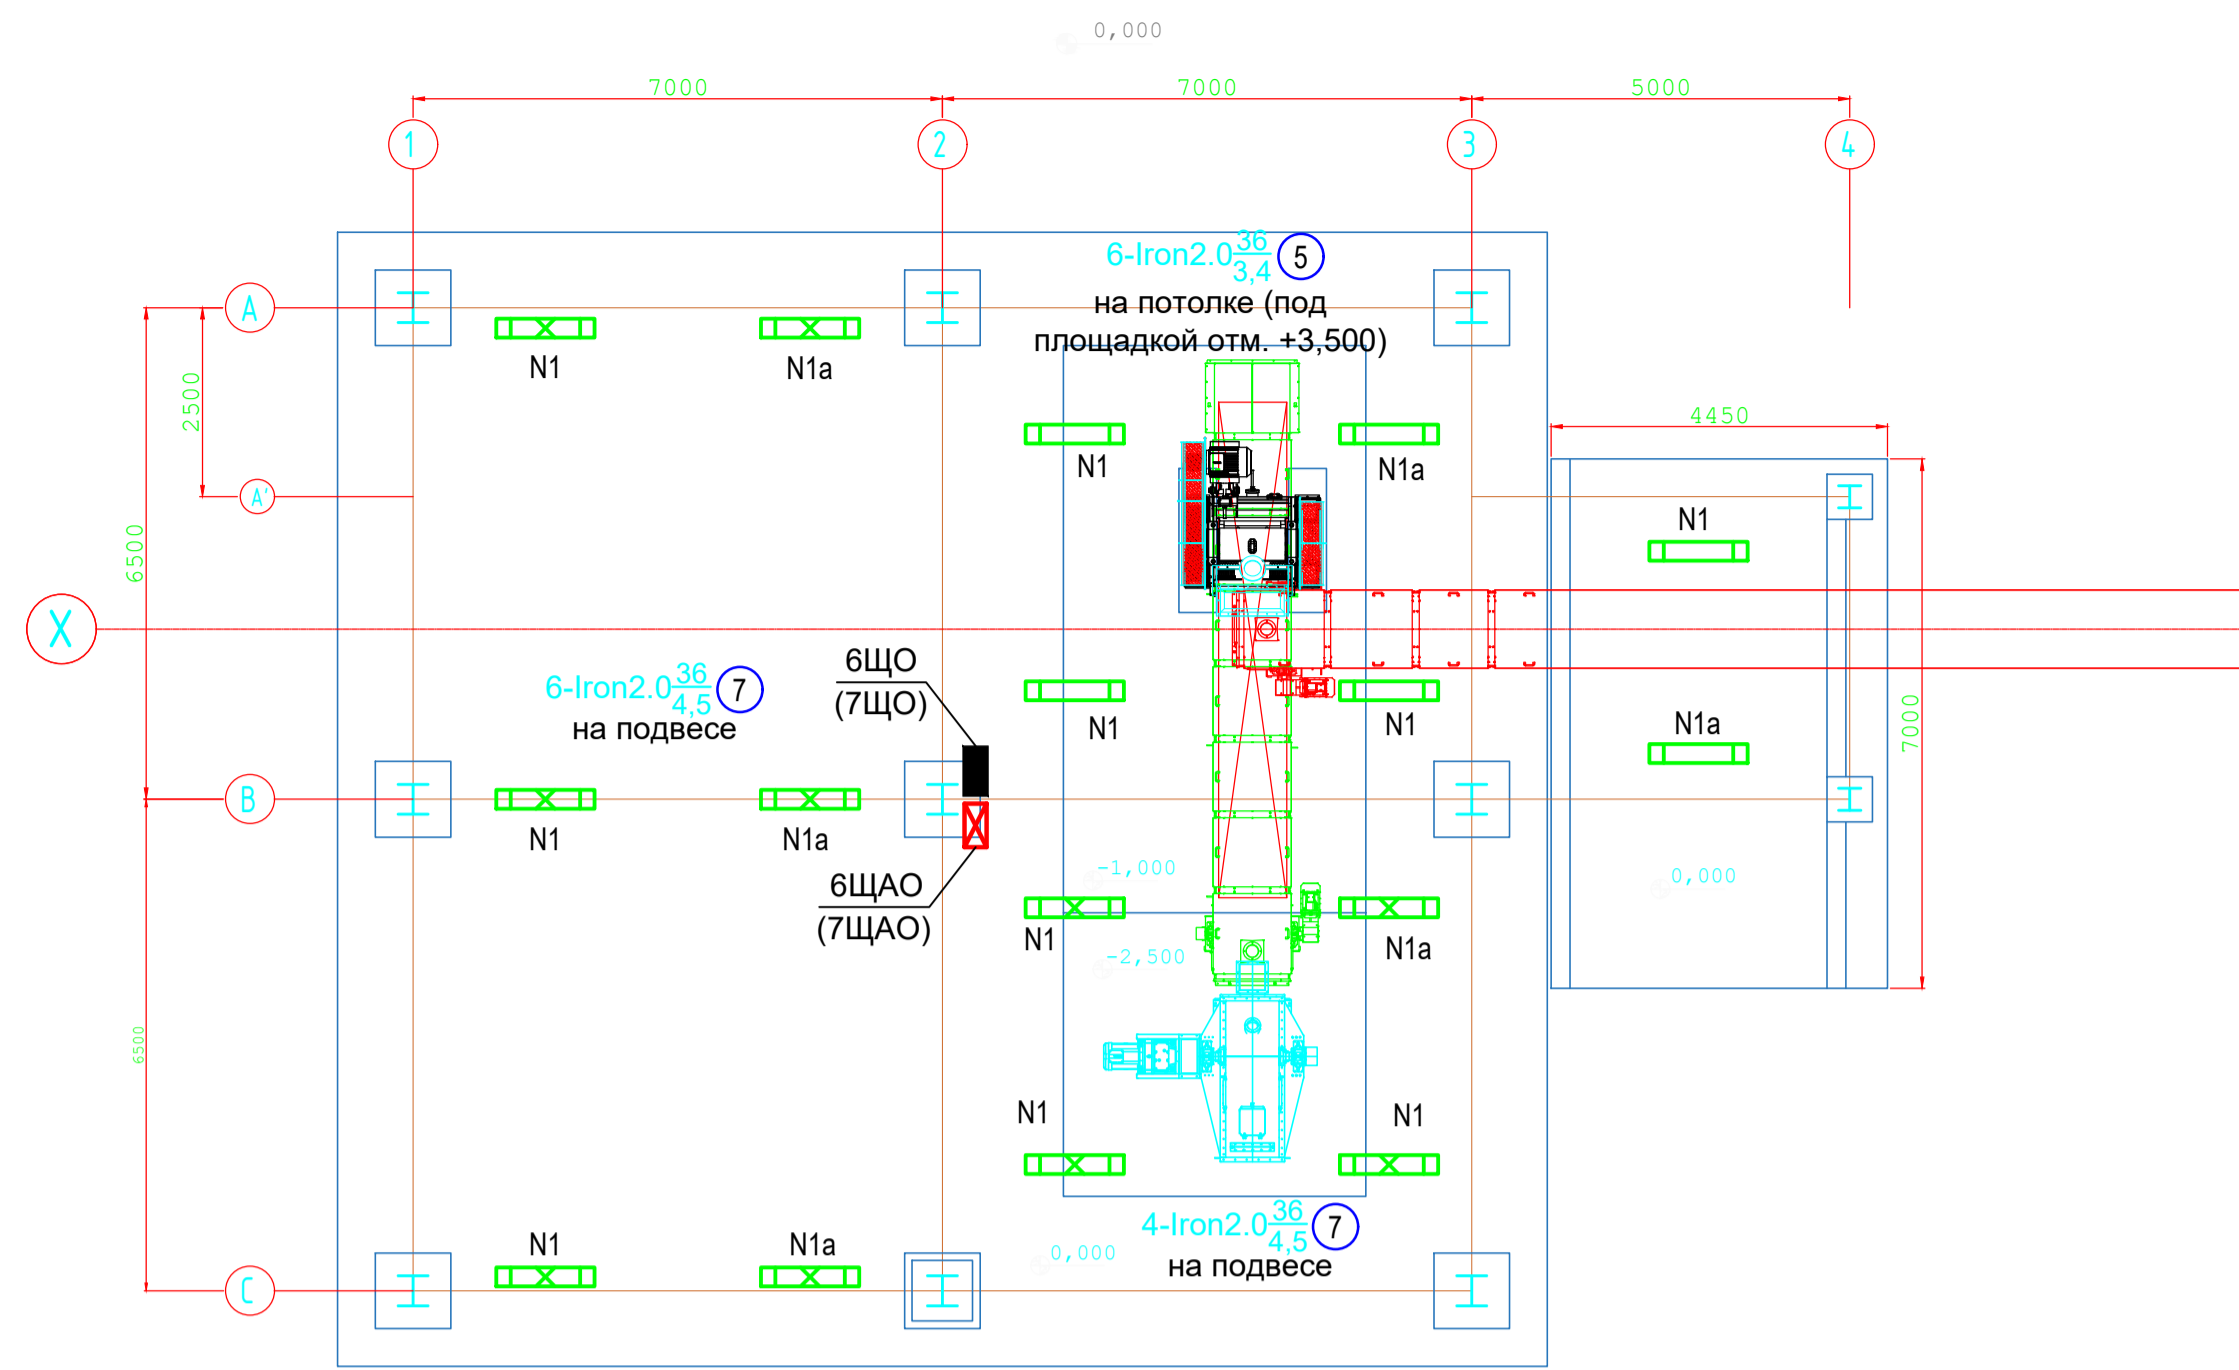 0,000
7000
7000
5000
1
2
3
4
6-Iron2.0 36
3,4
5
на потолке (под
площадкой отм. +3,500)
A
N1
N1a
2500
4450
N1
N1a
A'
N1
6500
X
6ЩО
(7ЩО)
6-Iron2.0 36
4,5
7
на подвесе
N1
N1
N1a
7000
B
N1
N1a
-1,000
0,000
6ЩАО
(7ЩАО)
N1
N1a
-2,500
6500
N1
N1
4-Iron2.0 36
4,5
7
на подвесе
N1
N1a
0,000
C